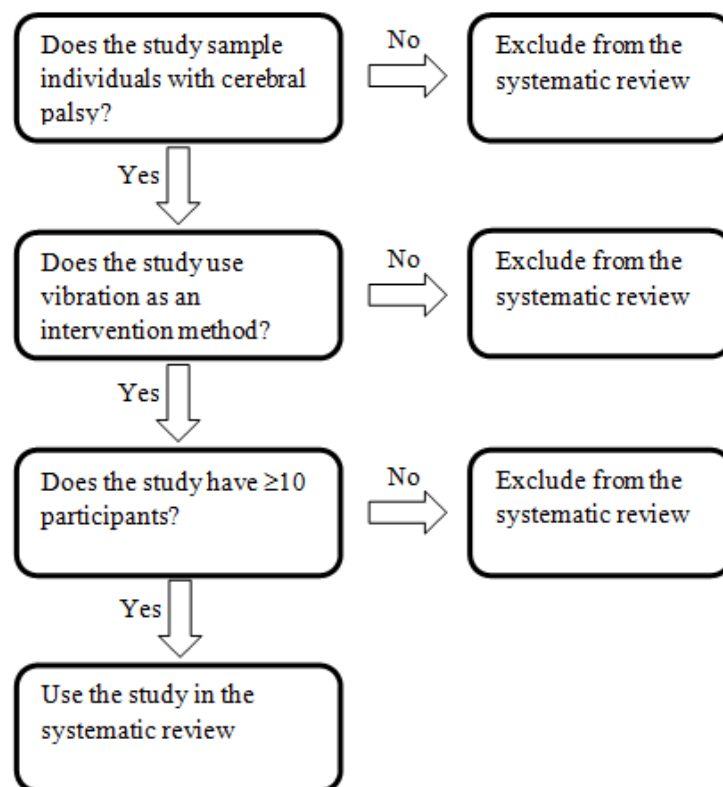 Does the study sample
individuals with cerebral
palsy?
No
Exclude from the
systematic review
Yes
Does the study use
vibration as an
intervention method?
No
Exclude from the
systematic review
Yes
Does the study have ≥10
participants?
No
Exclude from the
systematic review
Yes
Use the study in the
systematic review